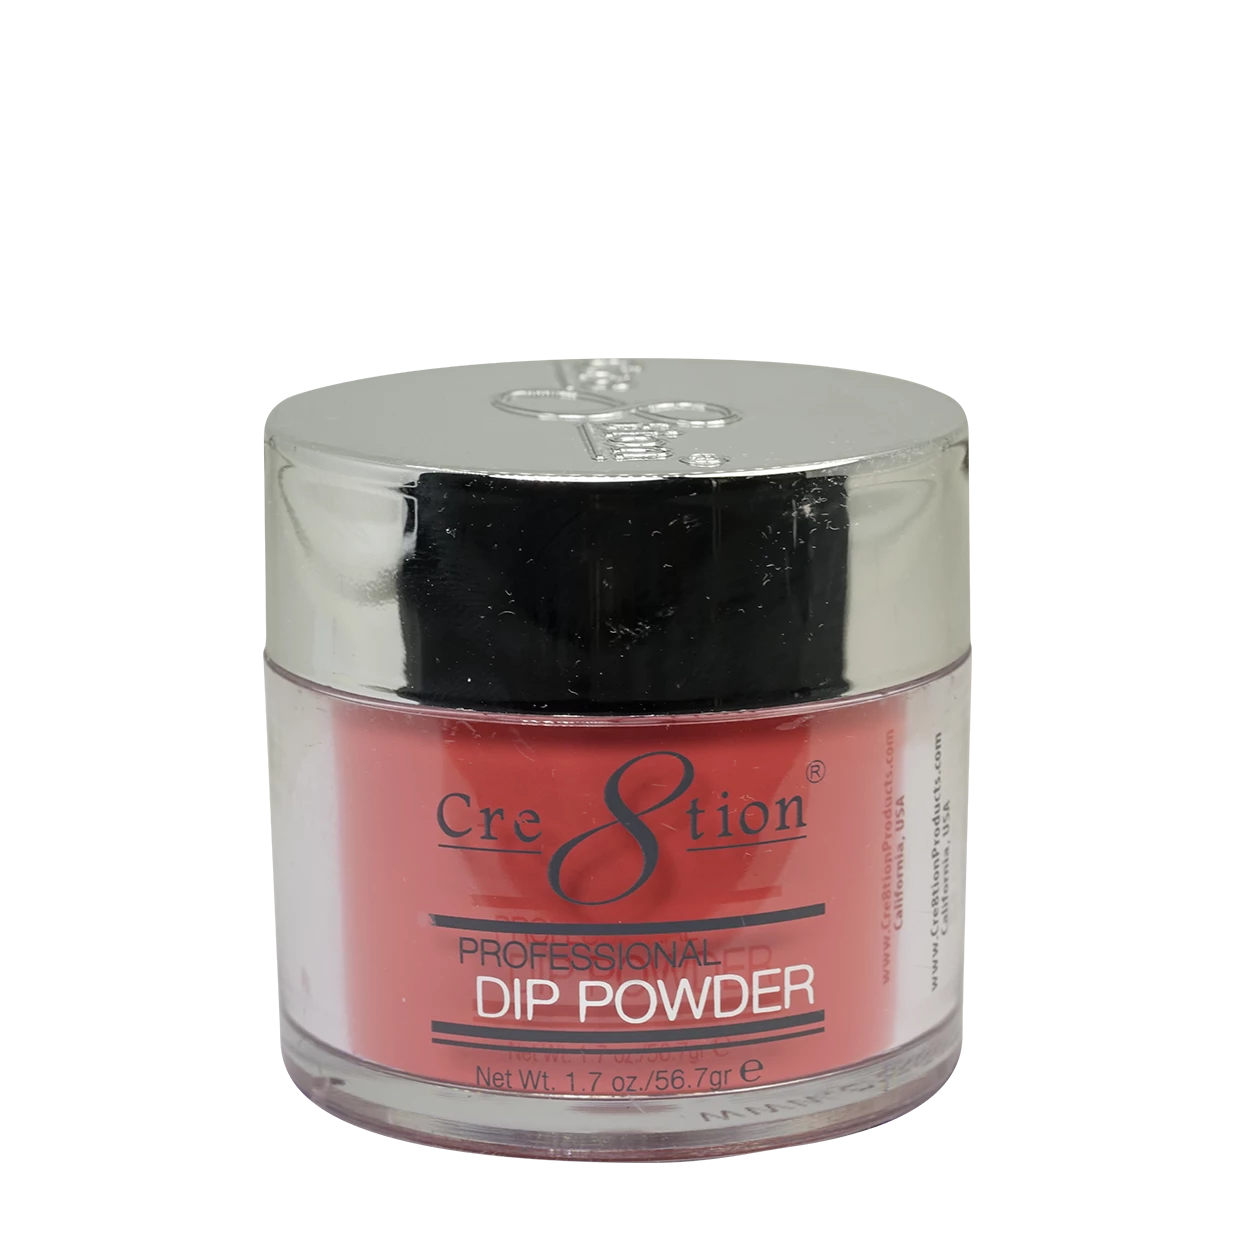 Cre8tion®
PROFESSIONAL
DIP POWDER
Net Wt. 1.7 oz./56.7gr ℮
www.Cre8tionProducts.com
California, USA